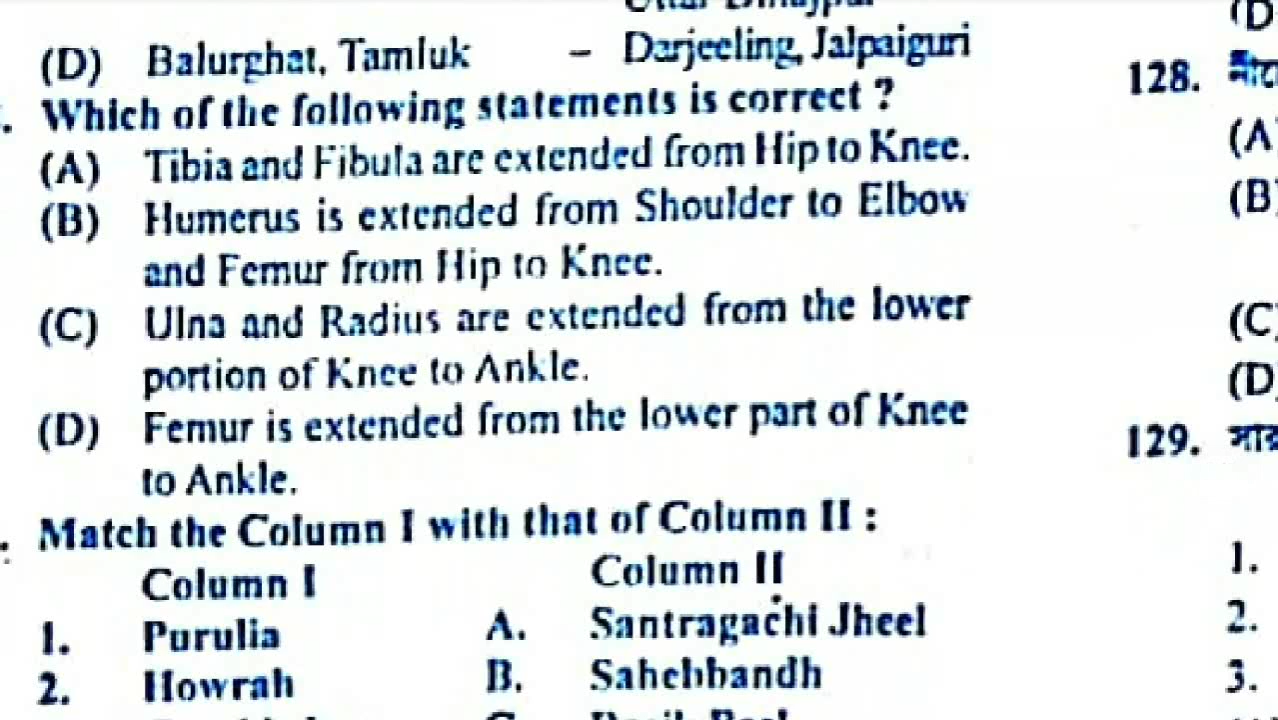 (D) Balurghat, Tamluk – Darjeeling, Jalpaiguri
Which of the following statements is correct ?
(A) Tibia and Fibula are extended from Hip to Knee.
(B) Humerus is extended from Shoulder to Elbow
and Femur from Hip to Knee.
(C) Ulna and Radius are extended from the lower
portion of Knee to Ankle.
(D) Femur is extended from the lower part of Knee
to Ankle.
Match the Column I with that of Column II :
Column I Column II
1. Purulia A. Santragachi Jheel
2. Howrah B. Sahebbandh
(D
128.
(A
(B)
(C)
(D)
129.
1.
2.
3.